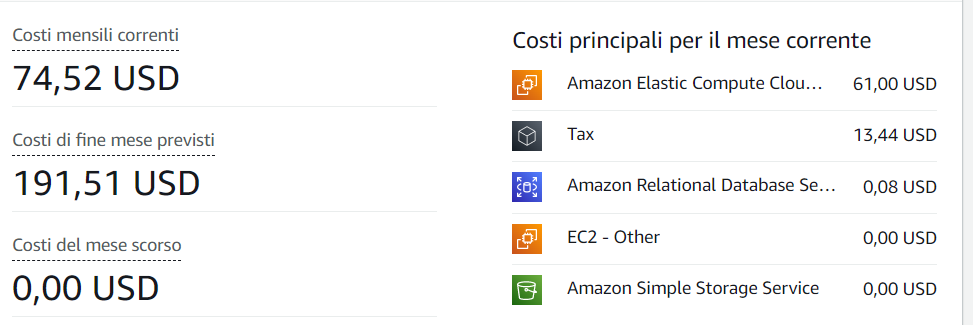 Costi mensili correnti
74,52 USD
Costi di fine mese previsti
191,51 USD
Costi del mese scorso
0,00 USD
Costi principali per il mese corrente
Amazon Elastic Compute Clou... 61,00 USD
Tax 13,44 USD
Amazon Relational Database Se... 0,08 USD
EC2 - Other 0,00 USD
Amazon Simple Storage Service 0,00 USD